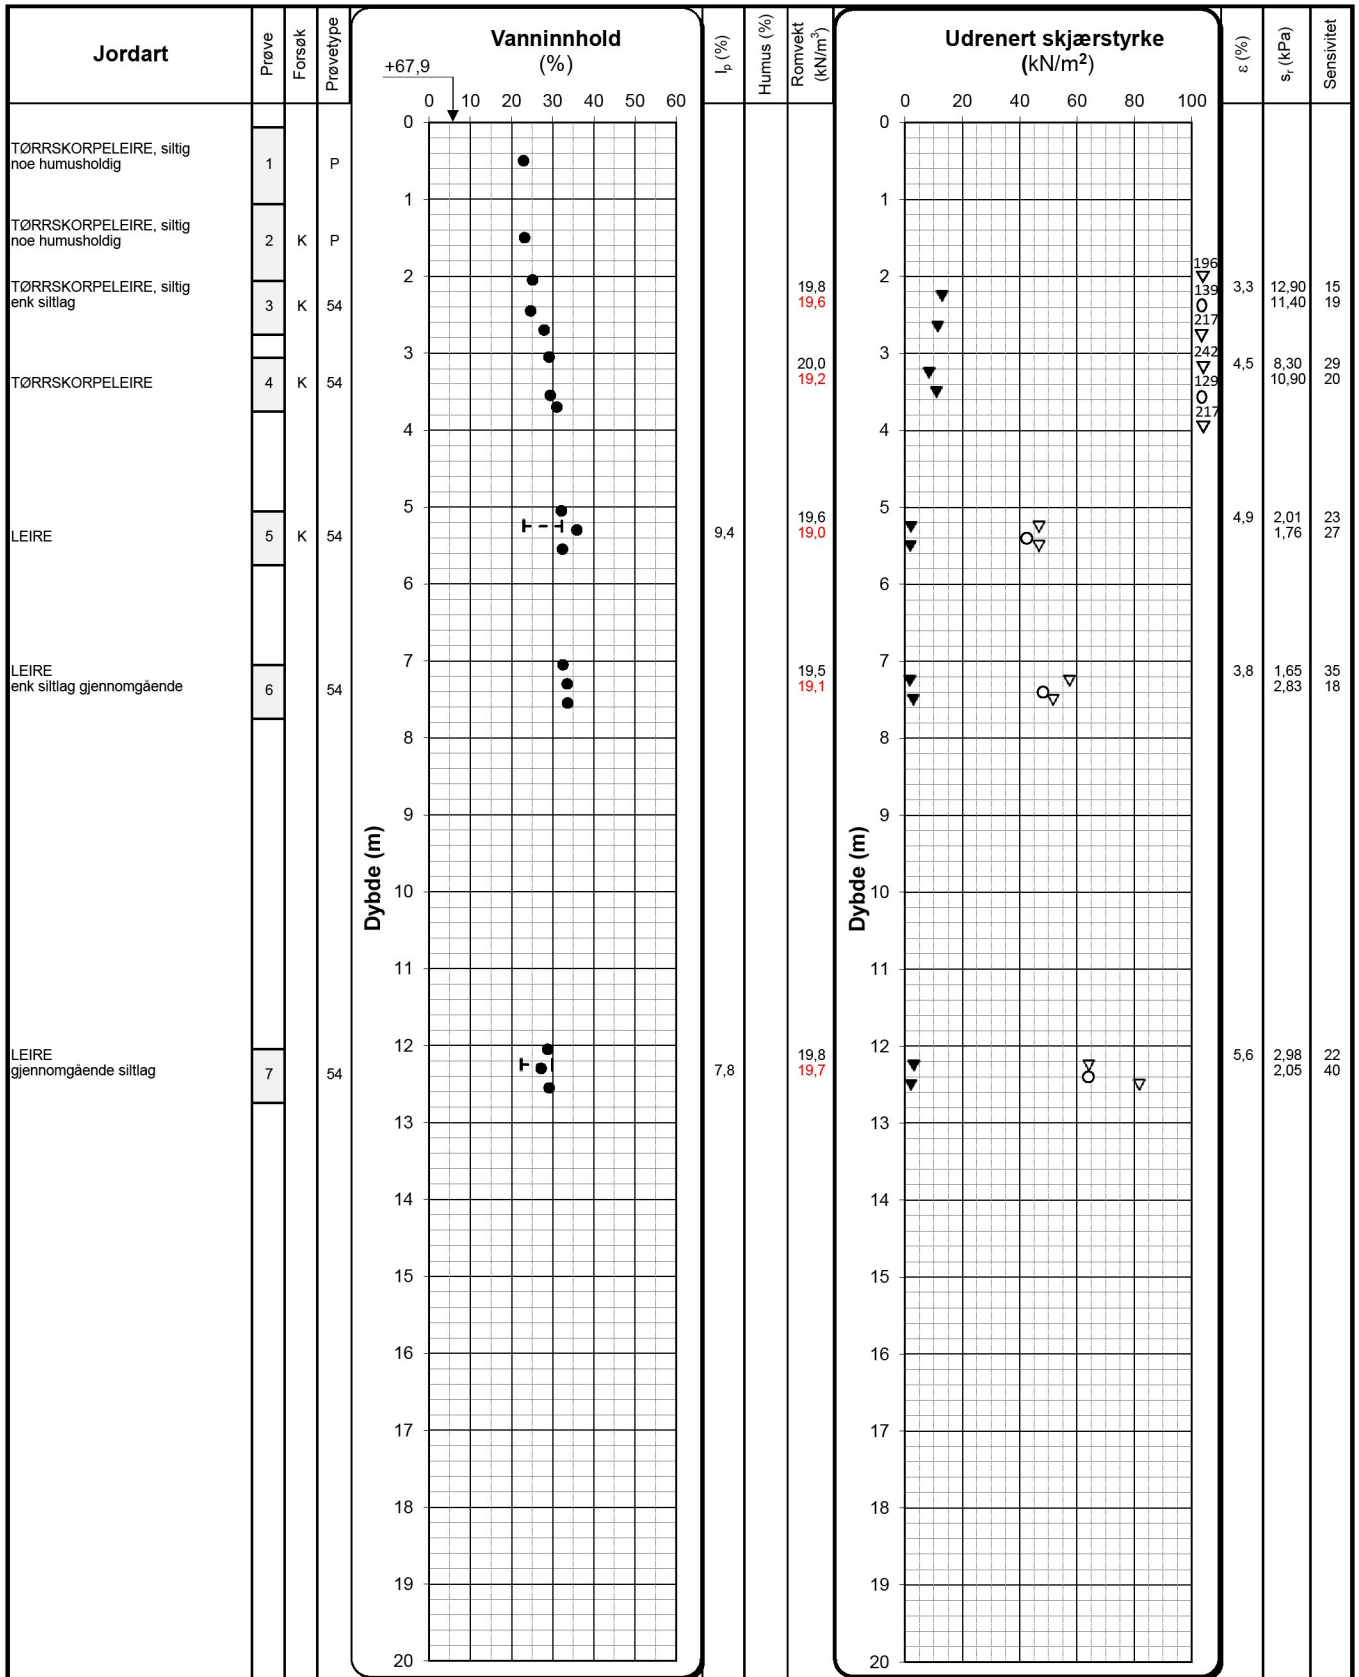 Jordart
Prøve
Forsøk
Prøvetype
Vanninnhold
(%)
+67,9
0 10 20 30 40 50 60
Ip (%)
Humus (%)
Romvekt
(kN/m³)
Udrenert skjærstyrke
(kN/m²)
0 20 40 60 80 100
ε (%)
sr (kPa)
Sensivitet
TØRRSKORPELEIRE, siltig
noe humusholdig
1 P
TØRRSKORPELEIRE, siltig
noe humusholdig
2 K P
TØRRSKORPELEIRE, siltig
enk siltlag
3 K 54
19,8
19,6
196
139
217
3,3
12,90 15
11,40 19
TØRRSKORPELEIRE
4 K 54
20,0
19,2
242
129
217
4,5
8,30 29
10,90 20
LEIRE
5 K 54
9,4
19,6
19,0
4,9
2,01 23
1,76 27
LEIRE
enk siltlag gjennomgående
6 54
19,5
19,1
3,8
1,65 35
2,83 18
LEIRE
gjennomgående siltlag
7 54
7,8
19,8
19,7
5,6
2,98 22
2,05 40
Dybde (m)
0
1
2
3
4
5
6
7
8
9
10
11
12
13
14
15
16
17
18
19
20
Dybde (m)
0
1
2
3
4
5
6
7
8
9
10
11
12
13
14
15
16
17
18
19
20